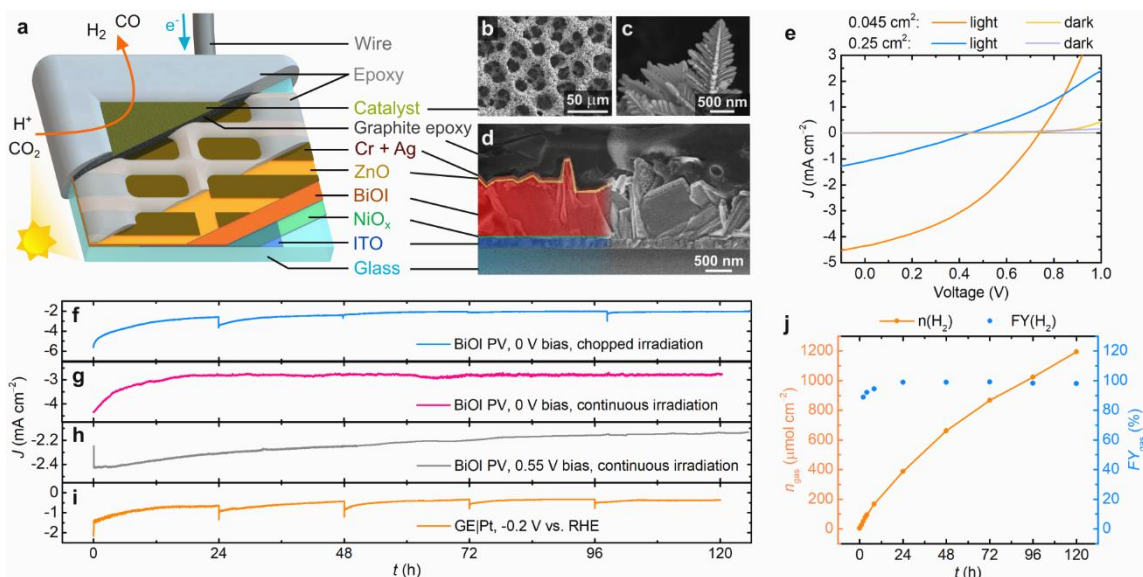 a
H₂
CO
e⁻
H⁺
CO₂
Wire
Epoxy
Catalyst
Graphite epoxy
Cr + Ag
ZnO
BiOI
NiOₓ
ITO
Glass
b
50 μm
c
500 nm
d
500 nm
e
0.045 cm²: light dark
0.25 cm²: light dark
J (mA cm⁻²)
3
2
1
0
-1
-2
-3
-4
-5
0.0 0.2 0.4 0.6 0.8 1.0
Voltage (V)
J (mA cm⁻²)
f
-2
-4
-6
BiOI PV, 0 V bias, chopped irradiation
g
-3
-4
BiOI PV, 0 V bias, continuous irradiation
h
-2.2
-2.4
BiOI PV, 0.55 V bias, continuous irradiation
i
0
-1
-2
GE|Pt, -0.2 V vs. RHE
0 24 48 72 96 120
t (h)
j
n(H₂) FY(H₂)
n gas (μmol cm⁻²)
1200
1000
800
600
400
200
0
120
100
80
60
40
20
0
FY gas (%)
0 24 48 72 96 120
t (h)